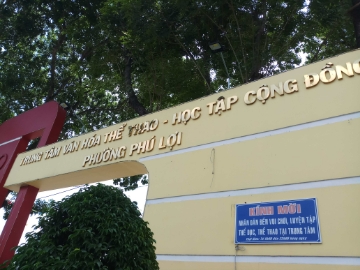 TRUNG TÂM VĂN HÓA THỂ THAO - HỌC TẬP CỘNG ĐỒNG
PHƯỜNG PHÚ LỢI
KÍNH MỜI
NHÂN DÂN ĐẾN VUI CHƠI, LUYỆN TẬP
THỂ DỤC, THỂ THAO TẠI TRUNG TÂM